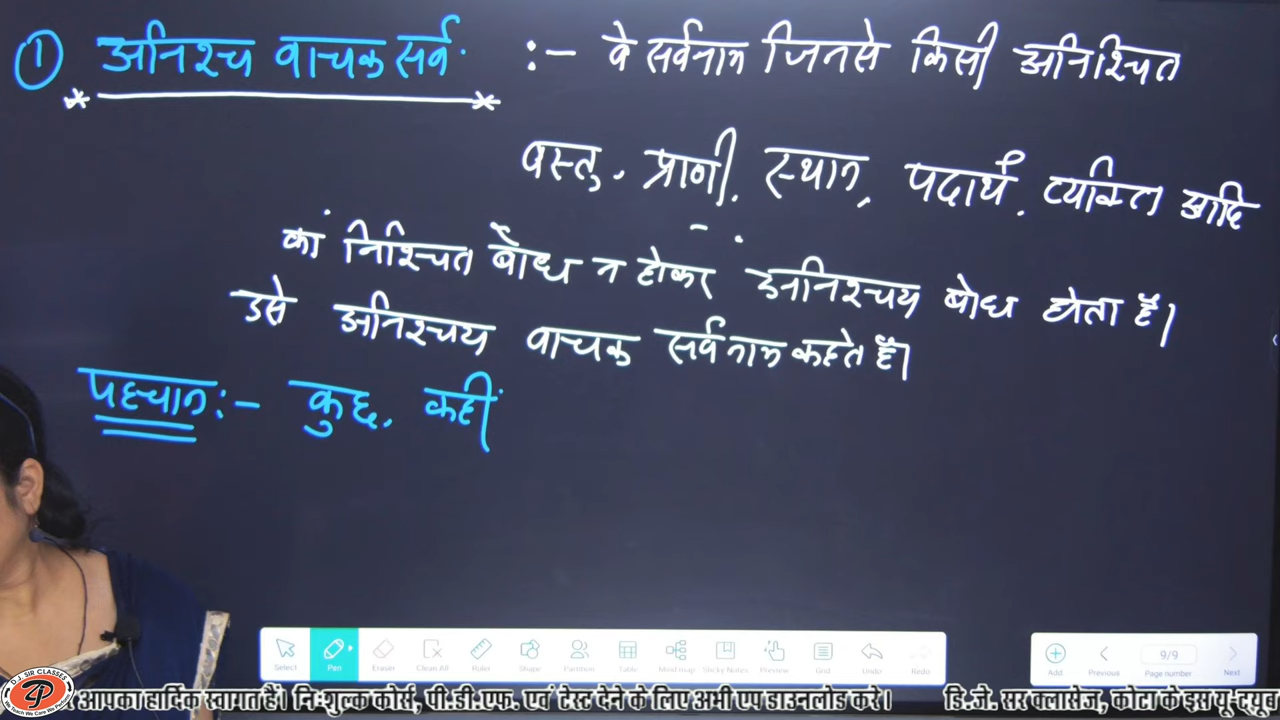 ① अनिश्च वाचक सर्व. :- वे सर्वनाम जिनसे किसी अनिश्चित
वस्तु, प्राणी, स्थान, पदार्थ, व्यक्ति आदि
का निश्चित बोध न होकर अनिश्चय बोध होता है।
उसे अनिश्चय वाचक सर्वनाम कहते हैं।
पहचान :- कुछ, कहीं
Select Pen Eraser Clean All Ruler Shape Partition Table Mind map Sticky Notes Preview Grid Undo Redo
Add Previous 9/9 Page number Next
D.J. SIR CLASSES
आपका हार्दिक स्वागत हैं। निःशुल्क कोर्स, पी.डी.एफ. एवं टेस्ट देने के लिए अभी एप डाउनलोड करे। डि.जे. सर क्लासेज, कोटा के इस यू-ट्यूब